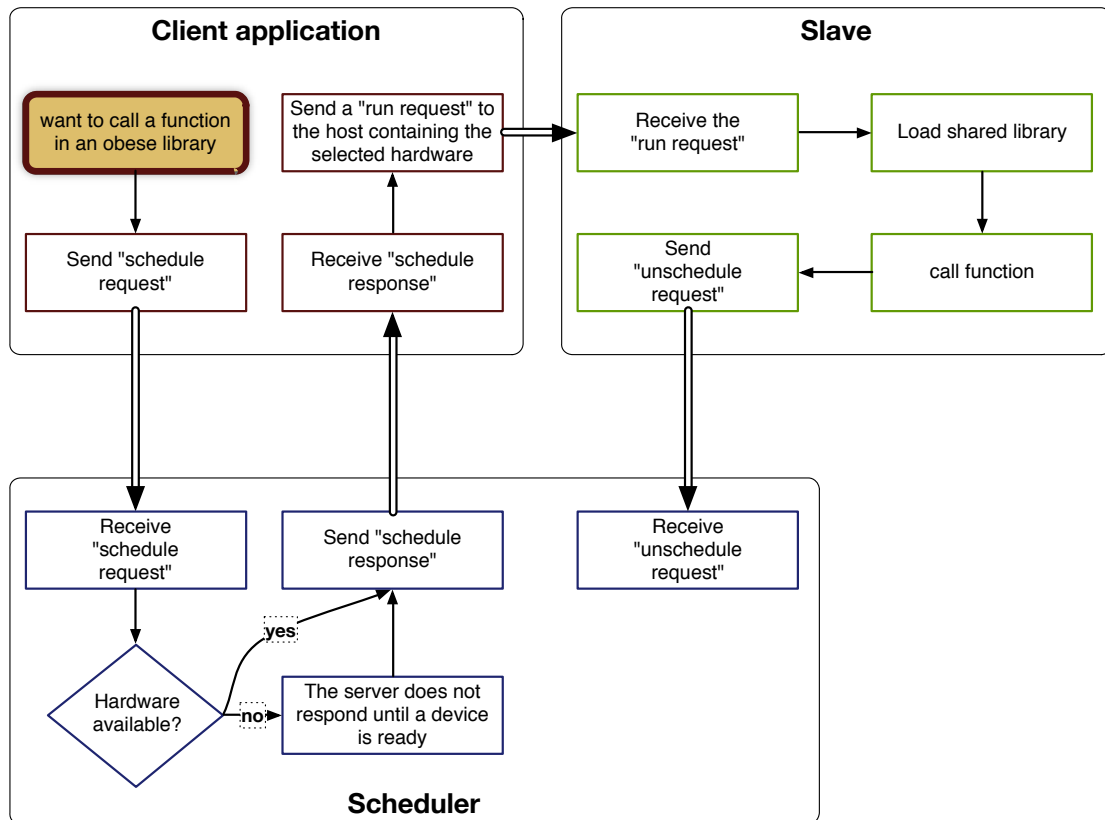 Client application
want to call a function
in an obese library
Send "schedule
request"
Send a "run request" to
the host containing the
selected hardware
Receive "schedule
response"
Slave
Receive the
"run request"
Load shared library
Send
"unschedule
request"
call function
Receive
"schedule
request"
Send "schedule
response"
Receive
"unschedule
request"
yes
Hardware
available?
no
The server does not
respond until a device
is ready
Scheduler